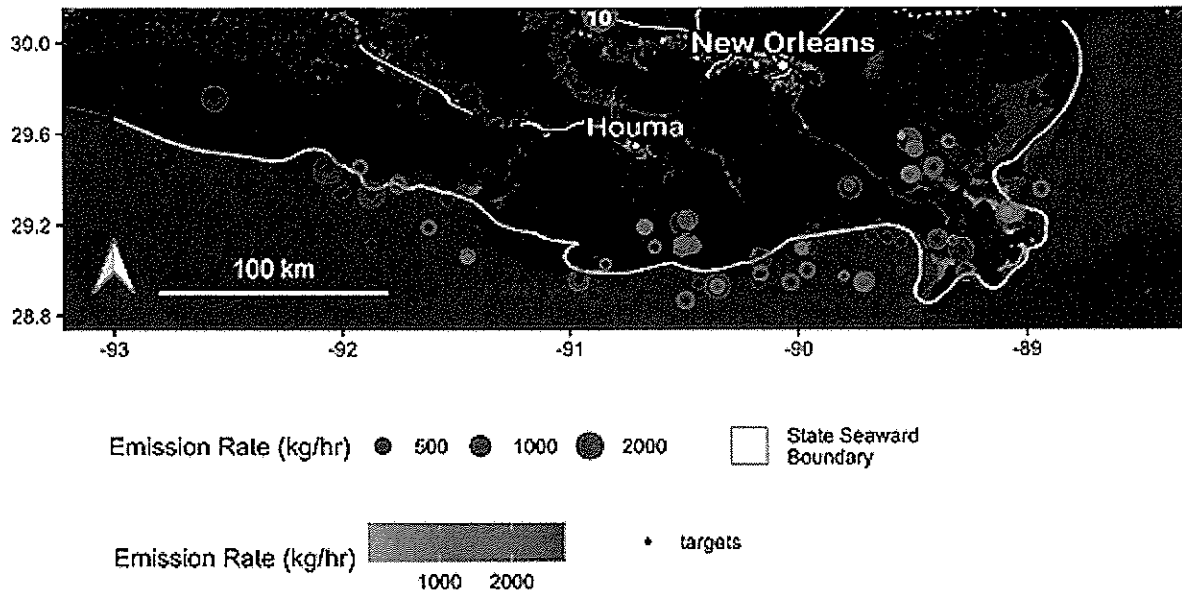 10
30.0
New Orleans
29.6
Houma
29.2
100 km
28.8
-93 -92 -91 -90 -89
Emission Rate (kg/hr) 500 1000 2000 State Seaward
Boundary
Emission Rate (kg/hr) targets
1000 2000